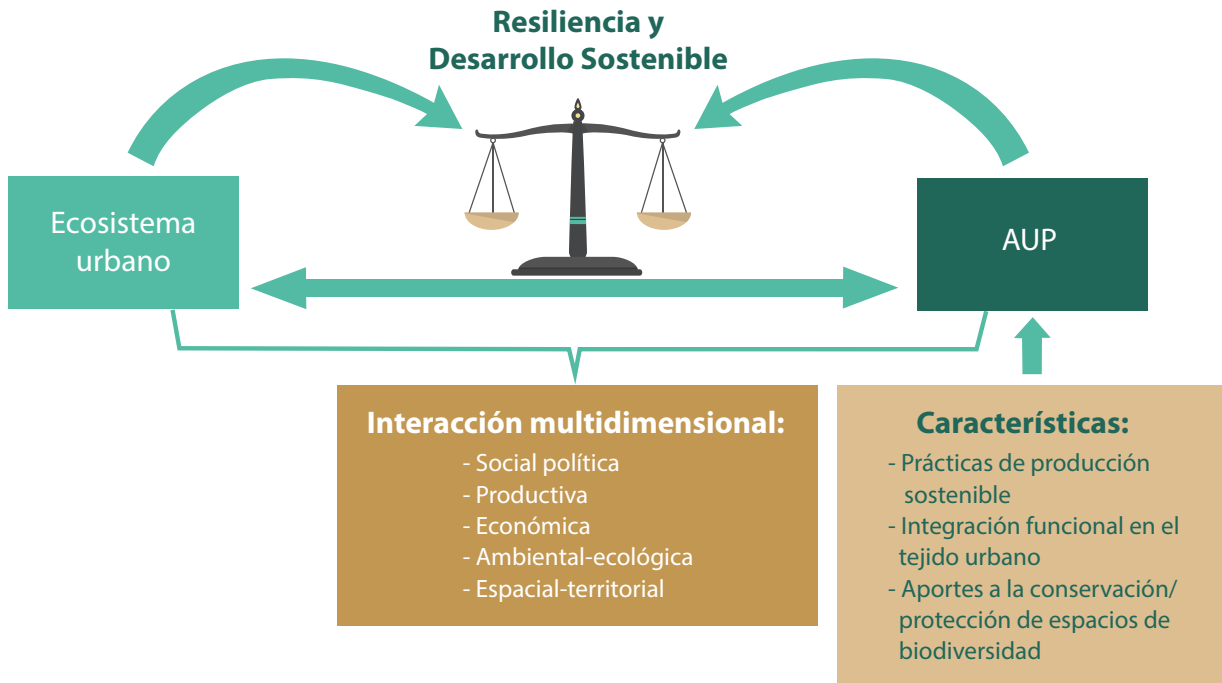 Resiliencia y
Desarrollo Sostenible
Ecosistema
urbano
AUP
Interacción multidimensional:
- Social política
- Productiva
- Económica
- Ambiental-ecológica
- Espacial-territorial
Características:
- Prácticas de producción
sostenible
- Integración funcional en el
tejido urbano
- Aportes a la conservación/
protección de espacios de
biodiversidad